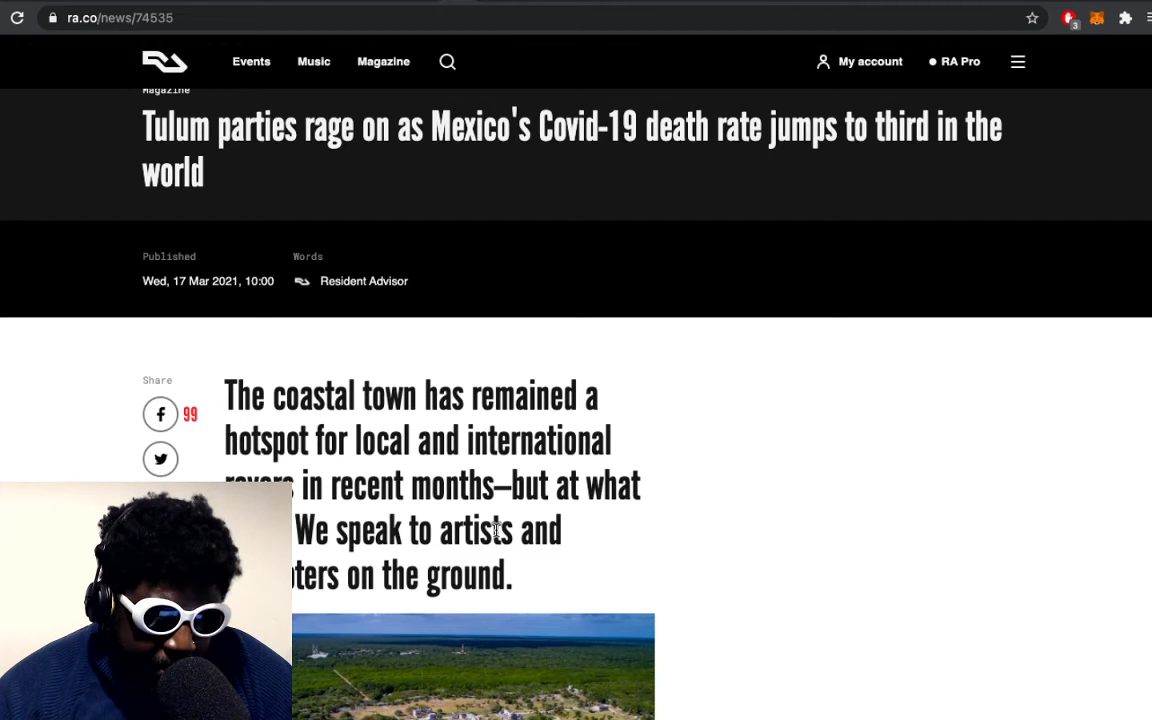 ra.co/news/74535
3
Events Music Magazine My account RA Pro
Magazine
Tulum parties rage on as Mexico's Covid-19 death rate jumps to third in the
world
Published Words
Wed, 17 Mar 2021, 10:00 Resident Advisor
Share
99
The coastal town has remained a
hotspot for local and international
in recent months—but at what
We speak to artists and
on the ground.